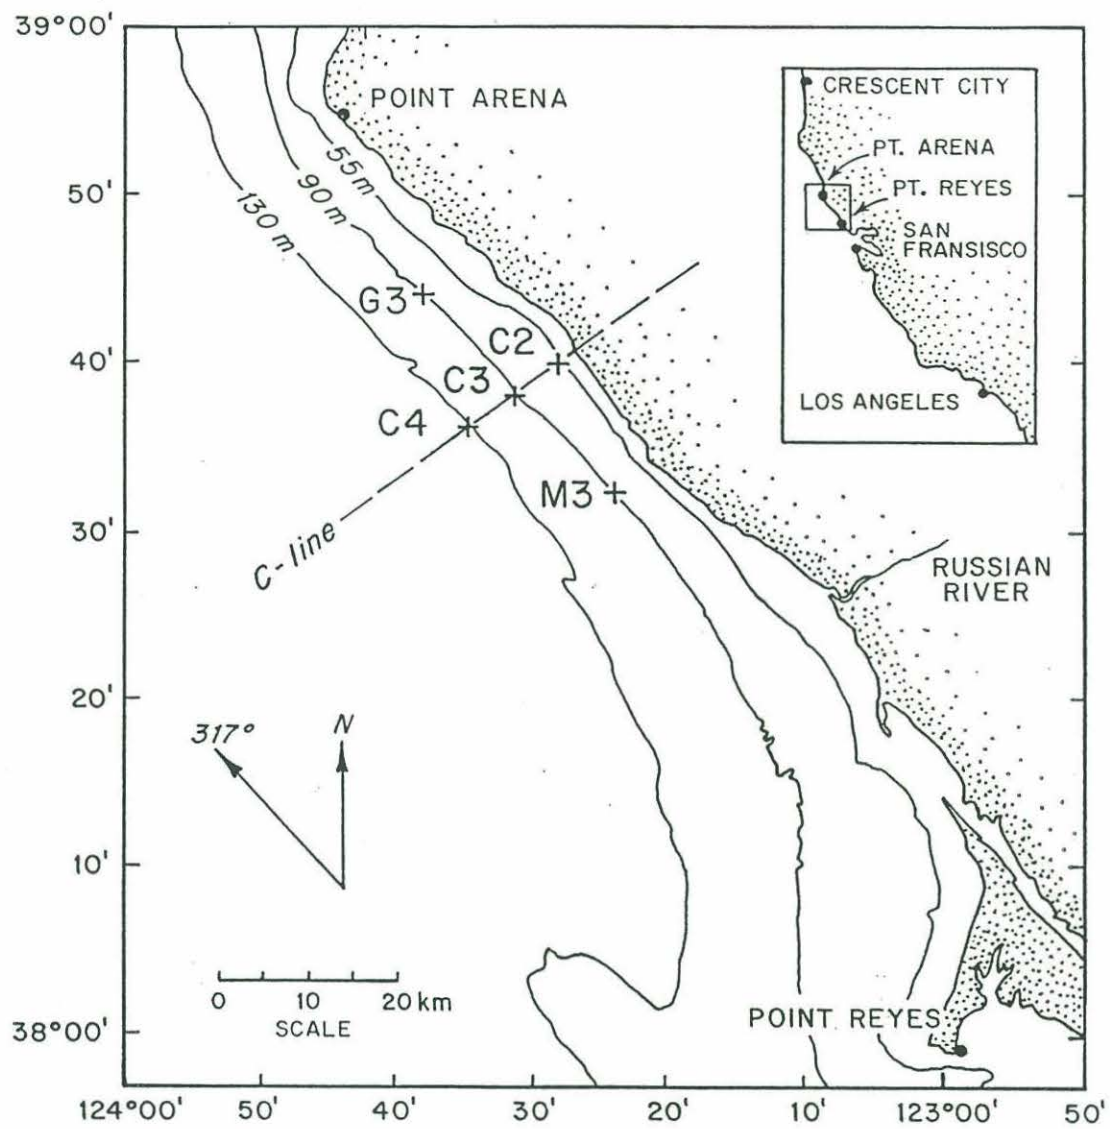 39°00'
POINT ARENA
CRESCENT CITY
PT. ARENA
PT. REYES
SAN
FRANSISCO
LOS ANGELES
55m
90m
130 m
50'
G3
C2
40'
C3
C4
M3
30'
C-line
RUSSIAN
RIVER
20'
317°
N
10'
0 10 20 km
SCALE
POINT REYES
38°00'
124°00' 50' 40' 30' 20' 10' 123°00' 50'